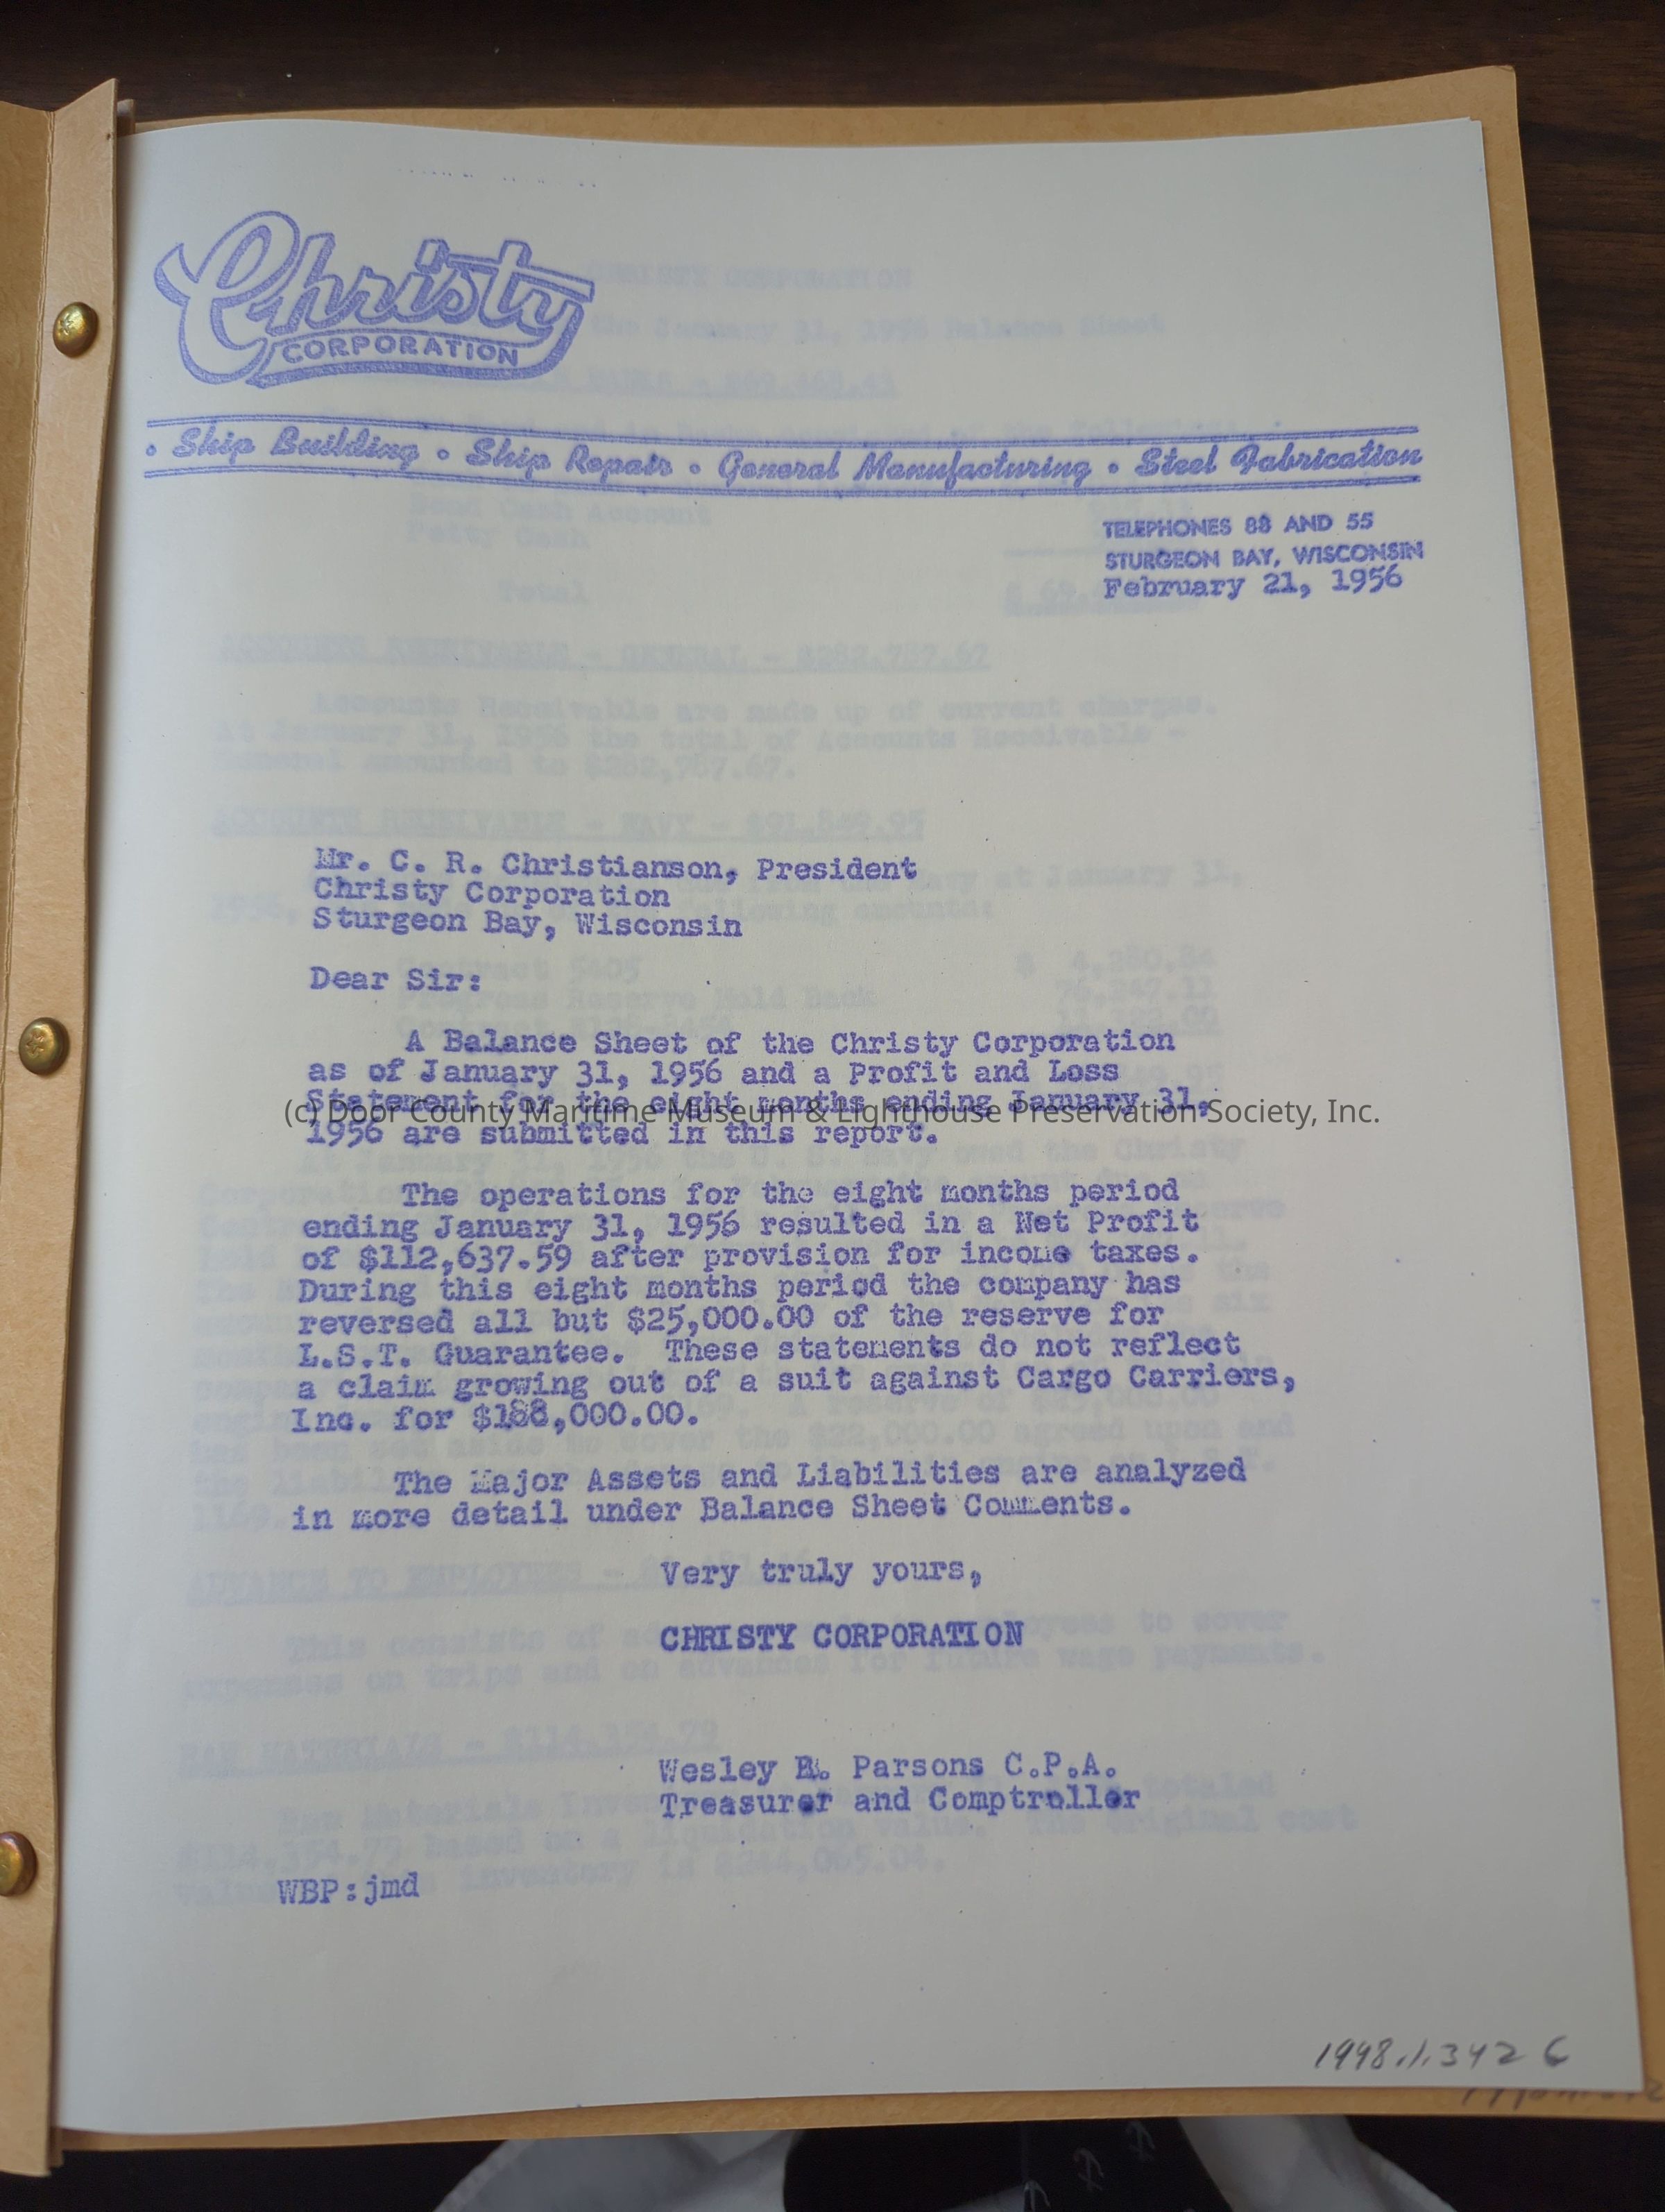 Christy
CORPORATION
• Ship Building • Ship Repair • General Manufacturing • Steel Fabrication
TELEPHONES 88 AND 55
STURGEON BAY, WISCONSIN
February 21, 1956
Mr. C. R. Christianson, President
Christy Corporation
Sturgeon Bay, Wisconsin
Dear Sir:
A Balance Sheet of the Christy Corporation
as of January 31, 1956 and a Profit and Loss
Statement for the eight months ending January 31,
(c) Door County Maritime Museum & Lighthouse Preservation Society, Inc.
1956 are submitted in this report.
The operations for the eight months period
ending January 31, 1956 resulted in a Net Profit
of $112,637.59 after provision for income taxes.
During this eight months period the company has
reversed all but $25,000.00 of the reserve for
L.S.T. Guarantee. These statements do not reflect
a claim growing out of a suit against Cargo Carriers,
Inc. for $188,000.00.
The Major Assets and Liabilities are analyzed
in more detail under Balance Sheet Comments.
Very truly yours,
CHRISTY CORPORATION
Wesley B. Parsons C.P.A.
Treasurer and Comptroller
WBP:jmd
1998.1.342 6